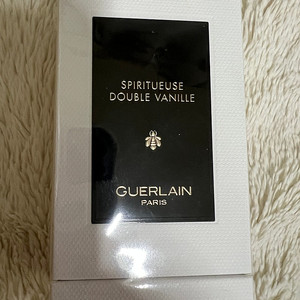 SPIRITUEUSE
DOUBLE VANILLE
GUERLAIN
PARIS